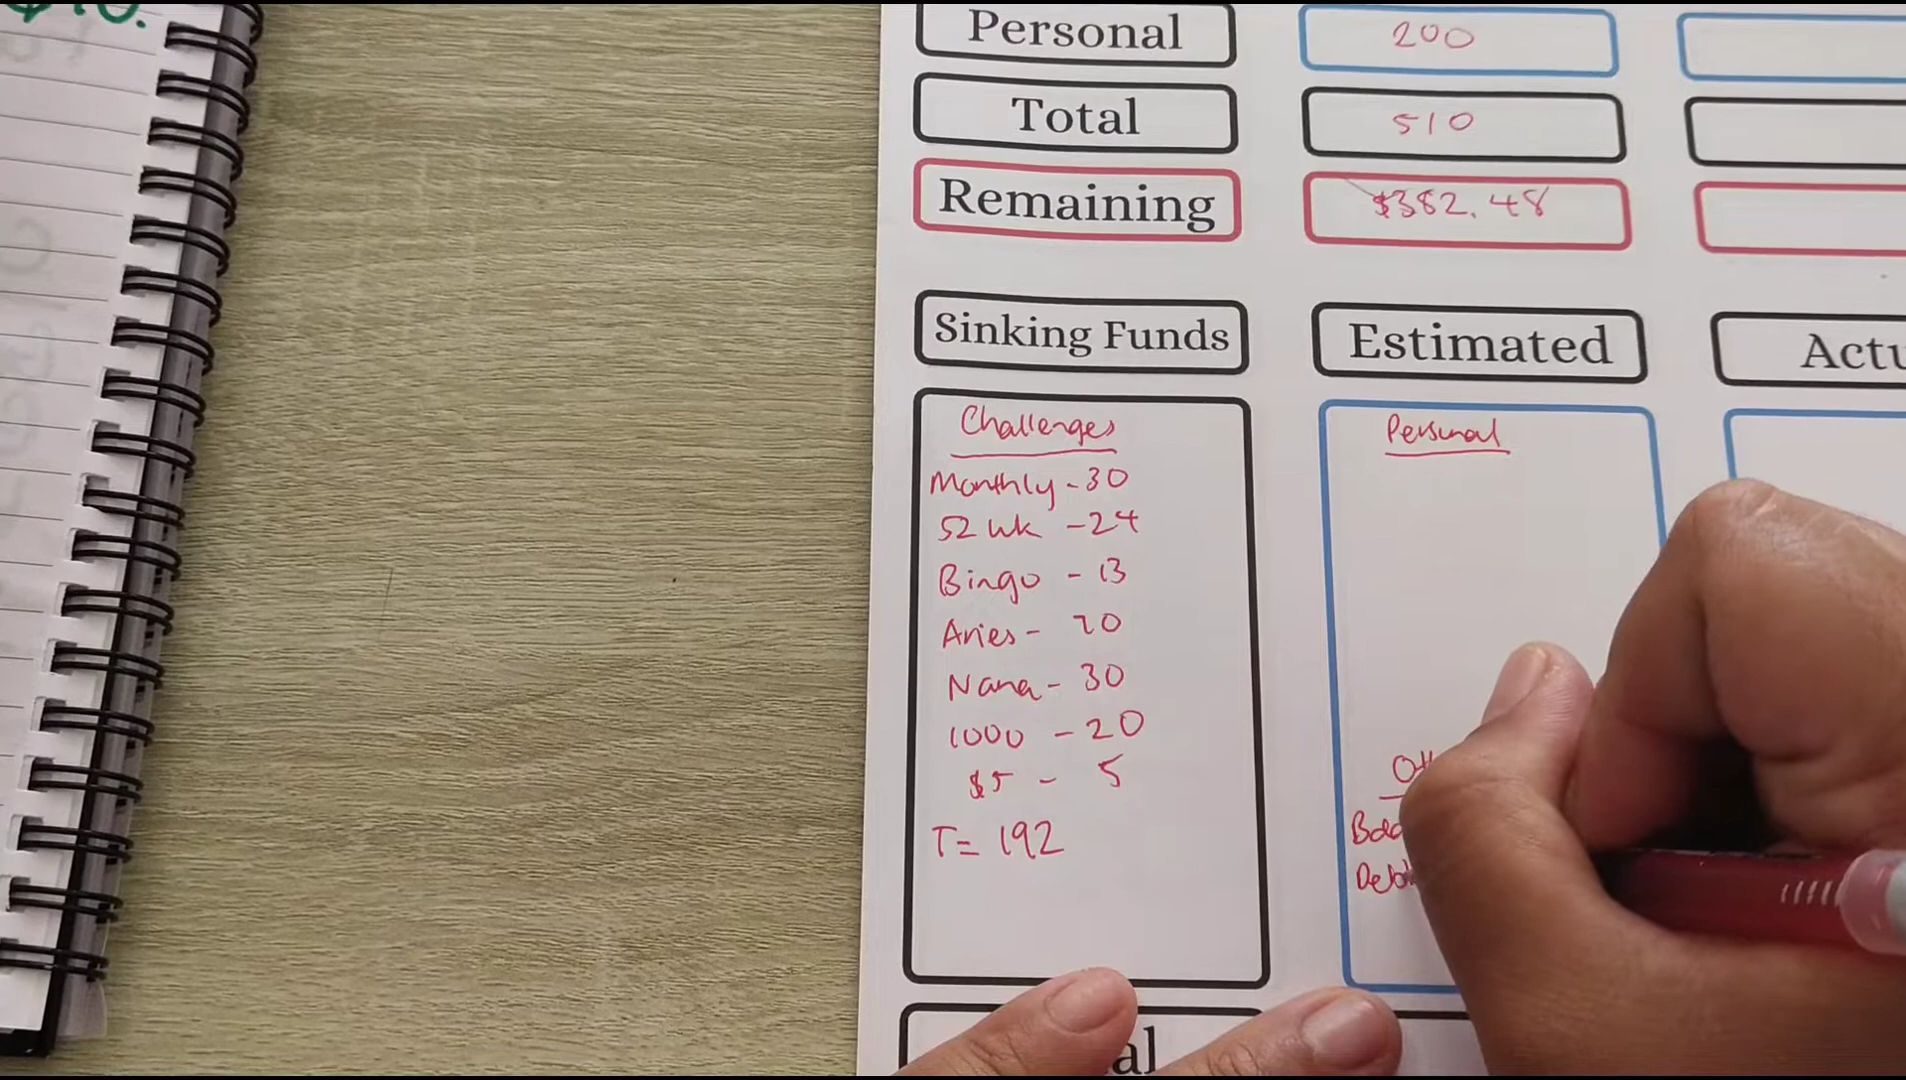 $10.
Personal 200
Total 510
Remaining $382.48
Sinking Funds Estimated
Challenges Personal
Monthly - 30
52 wk - 24
Bingo - 13
Aries - 20
Nana - 30
1000 - 20
$5 - 5
T= 192